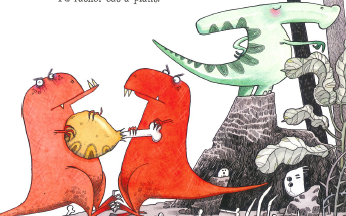 I'd rather eat a plant.